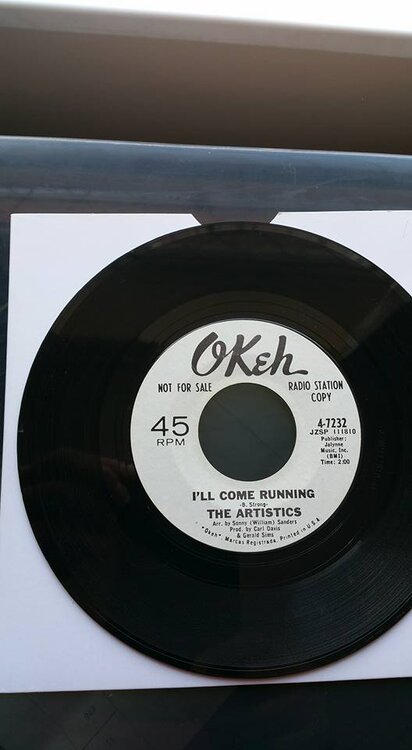 OKeh
NOT FOR SALE
RADIO STATION
COPY
45
RPM
4-7232
JZSP 111810
Publisher:
Jalynne
Music, Inc.
(BMI)
Time: 2:00
I'LL COME RUNNING
-B. Strong-
THE ARTISTICS
Arr. by Sonny (William) Sanders
Prod. by Carl Davis
& Gerald Sims
"Okeh" Marcas Registrada. Printed in U.S.A.